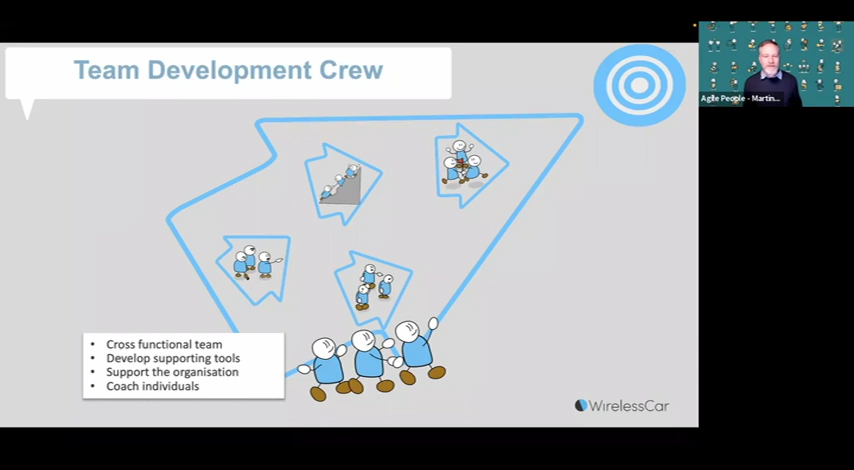 Team Development Crew
Agile People - Martin...
• Cross functional team
• Develop supporting tools
• Support the organisation
• Coach individuals
WirelessCar